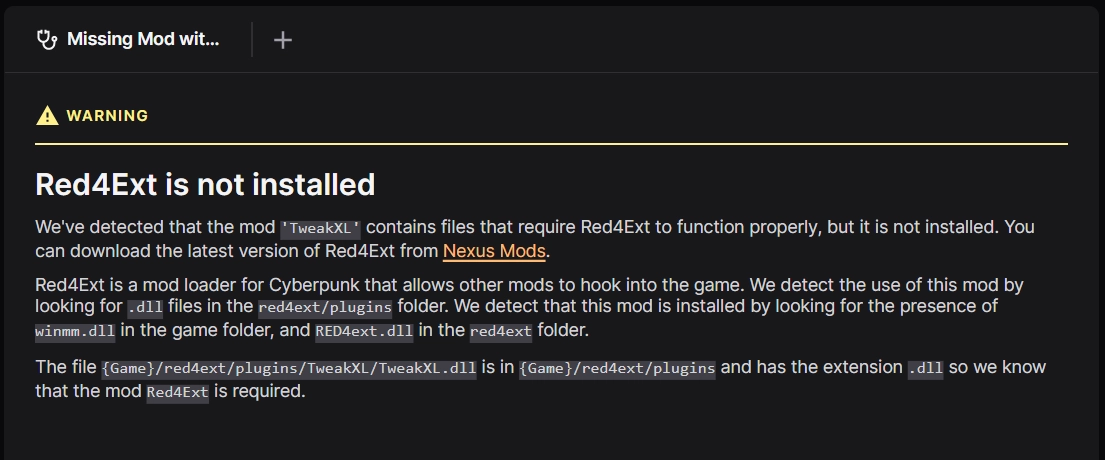 Missing Mod wit...
WARNING
Red4Ext is not installed
We've detected that the mod 'TweakXL' contains files that require Red4Ext to function properly, but it is not installed. You
can download the latest version of Red4Ext from Nexus Mods.
Red4Ext is a mod loader for Cyberpunk that allows other mods to hook into the game. We detect the use of this mod by
looking for .dll files in the red4ext/plugins folder. We detect that this mod is installed by looking for the presence of
winmm.dll in the game folder, and RED4ext.dll in the red4ext folder.
The file {Game}/red4ext/plugins/TweakXL/TweakXL.dll is in {Game}/red4ext/plugins and has the extension .dll so we know
that the mod Red4Ext is required.